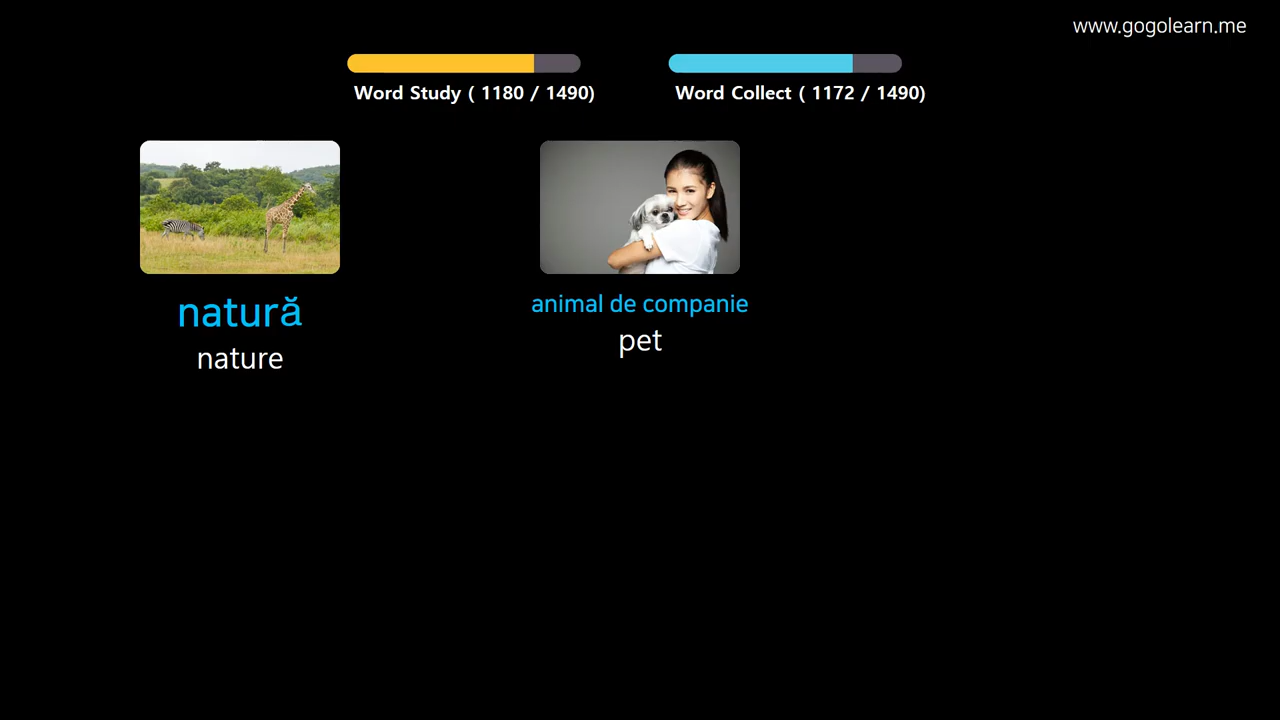 www.gogolearn.me
Word Study ( 1180 / 1490)
Word Collect ( 1172 / 1490)
natură
nature
animal de companie
pet